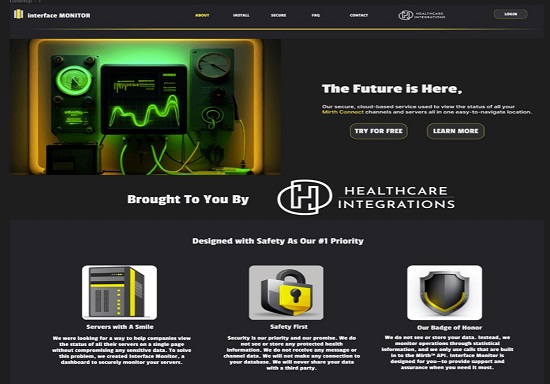 interface MONITOR
ABOUT
INSTALL
SECURE
FAQ
CONTACT
HEALTHCARE
INTEGRATIONS
LOGIN
The Future is Here,
Our secure, cloud-based service used to view the status of all your
Mirth Connect channels and servers all in one easy-to-navigate location.
TRY FOR FREE
LEARN MORE
Brought To You By
HEALTHCARE
INTEGRATIONS
Designed with Safety As Our #1 Priority
Servers with A Smile
We were looking for a way to help companies view
the status of all their servers on a single page
without compromising any sensitive data. To solve
this problem, we created Interface Monitor, a
dashboard to securely monitor your servers.
Safety First
Security is our priority and our promise. We do
not see or store any protected health
information. We do not receive any message or
channel data. We will not make any connection to
your database. We will never share your data
with a third party.
Our Badge of Honor
We do not see or store your data. Instead, we
monitor operations through statistical
information, and we only use calls that are built
in to the Mirth™ API. Interface Monitor is
designed for you—to provide support and
assurance when you need it most.